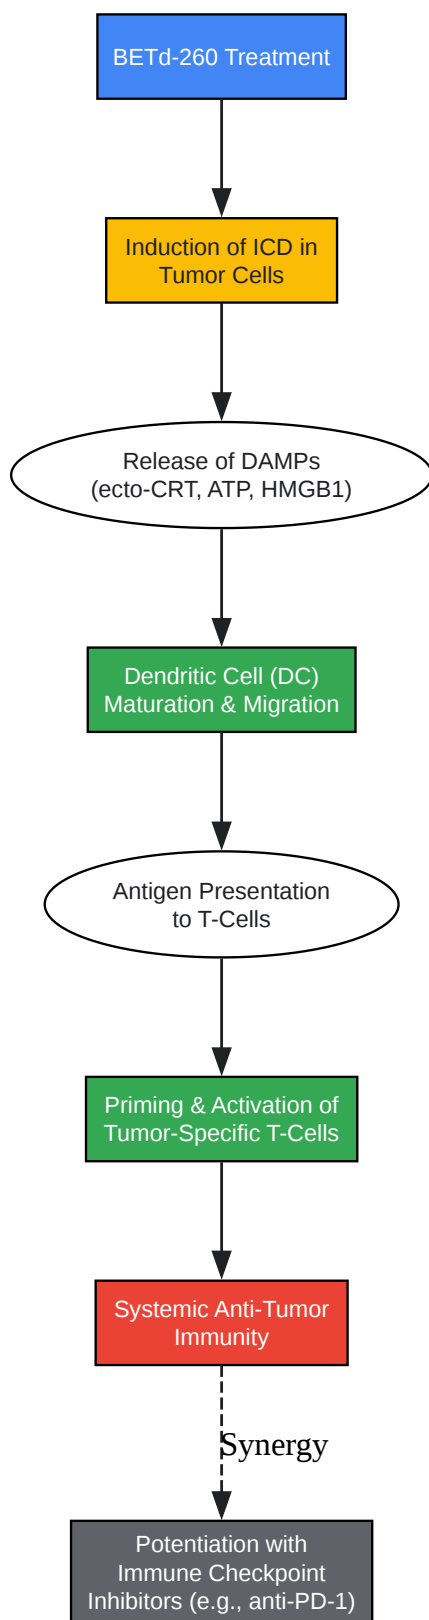 BETd-260 Treatment
Induction of ICD in
Tumor Cells
Release of DAMPs
(ecto-CRT, ATP, HMGB1)
Dendritic Cell (DC)
Maturation & Migration
Antigen Presentation
to T-Cells
Priming & Activation of
Tumor-Specific T-Cells
Systemic Anti-Tumor
Immunity
Synergy
Potentiation with
Immune Checkpoint
Inhibitors (e.g., anti-PD-1)